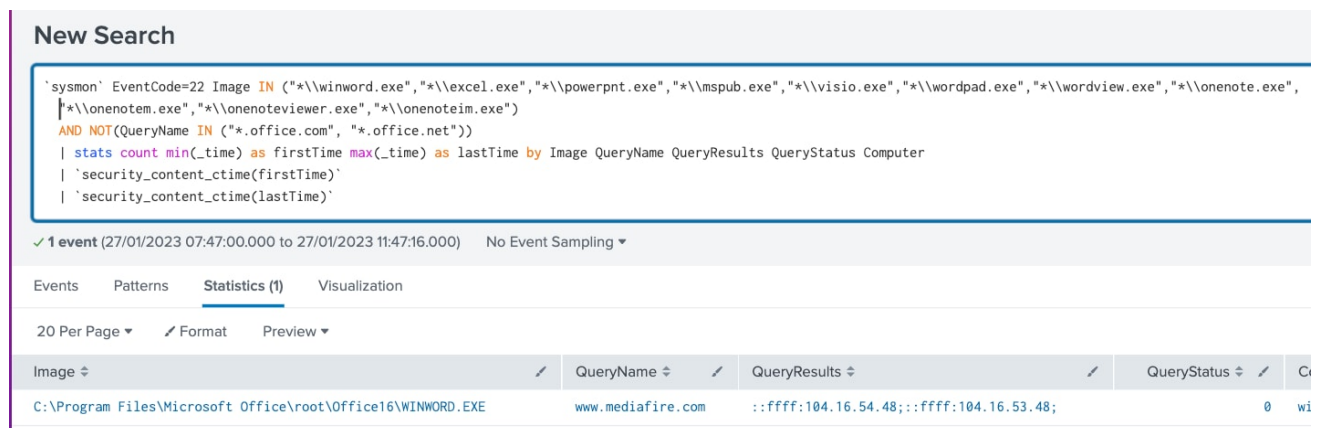 New Search
`sysmon` EventCode=22 Image IN ("*\\winword.exe","*\\excel.exe","*\\powerpnt.exe","*\\mspub.exe","*\\visio.exe","*\\wordpad.exe","*\\wordview.exe","*\\onenote.exe",
"*\\onenotem.exe","*\\onenoteviewer.exe","*\\onenoteim.exe")
AND NOT(QueryName IN ("*.office.com", "*.office.net"))
| stats count min(_time) as firstTime max(_time) as lastTime by Image QueryName QueryResults QueryStatus Computer
| `security_content_ctime(firstTime)`
| `security_content_ctime(lastTime)`
1 event (27/01/2023 07:47:00.000 to 27/01/2023 11:47:16.000) No Event Sampling
Events Patterns Statistics (1) Visualization
20 Per Page Format Preview
Image QueryName QueryResults QueryStatus
C:\Program Files\Microsoft Office\root\Office16\WINWORD.EXE www.mediafire.com ::ffff:104.16.54.48;::ffff:104.16.53.48; 0